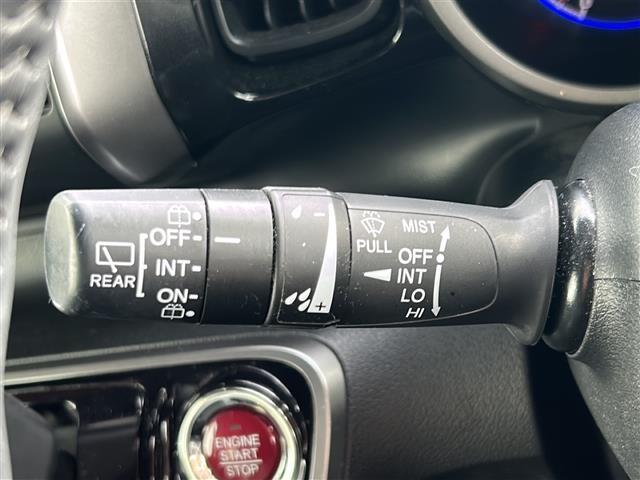 OFF
INT
ON
REAR
-
+
PULL
MIST
OFF
INT
LO
HI
ENGINE
START
STOP